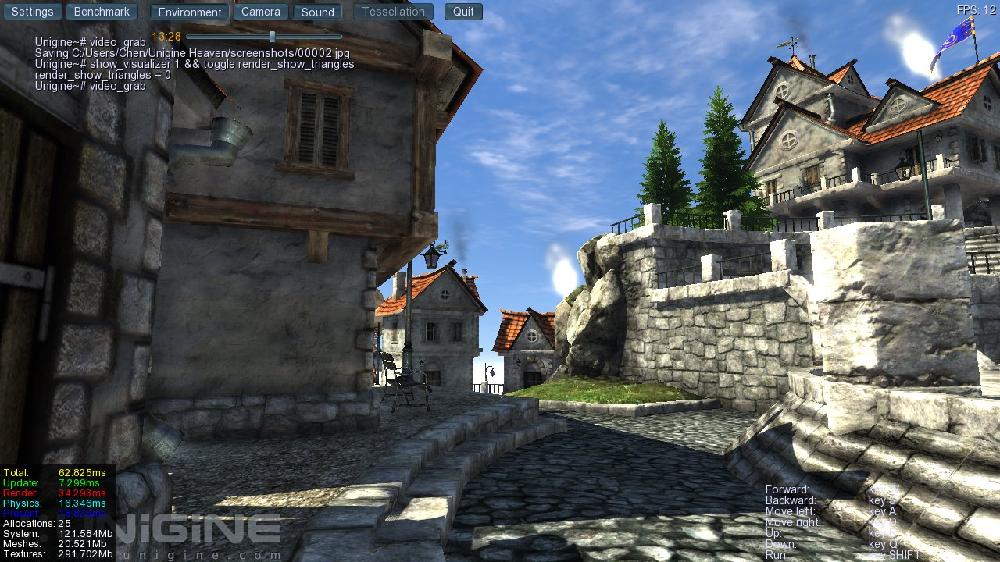 Settings Benchmark Environment Camera Sound Tessellation Quit
FPS: 12
13:28
Unigine~# video_grab
Saving C:/Users/Chen/Unigine Heaven/screenshots/00002.jpg
Unigine~# show_visualizer 1 && toggle render_show_triangles
render_show_triangles = 0
Unigine~# video_grab
Total: 62.825ms
Update: 7.299ms
Render: 34.293ms
Physics: 16.346ms
Present:
Allocations: 25
System: 121.584Mb
Meshes: 20.521Mb
Textures: 291.702Mb
UNIGINE
unigine.com
Forward: key
Backward: key S
Move left: key A
Move right: key
Up: key
Down: key Q
Run: key SHIFT